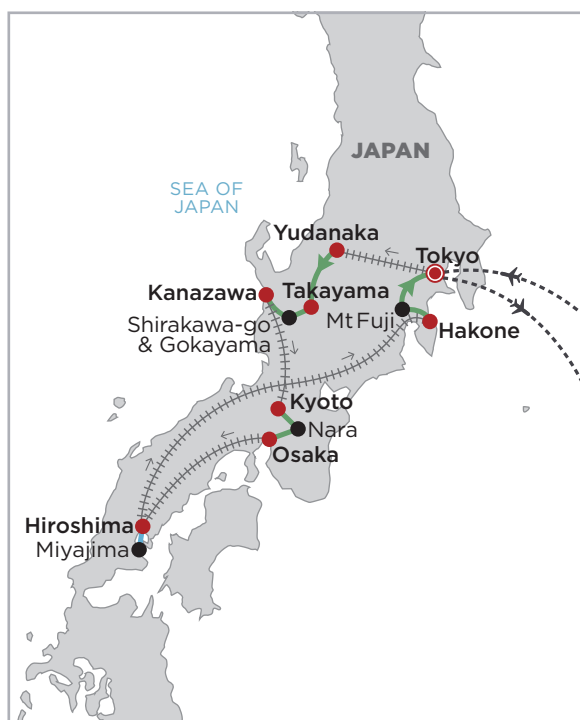 JAPAN
SEA OF
JAPAN
Yudanaka
Tokyo
Kanazawa
Takayama
Shirakawa-go
& Gokayama
Mt Fuji
Hakone
Kyoto
Nara
Osaka
Hiroshima
Miyajima